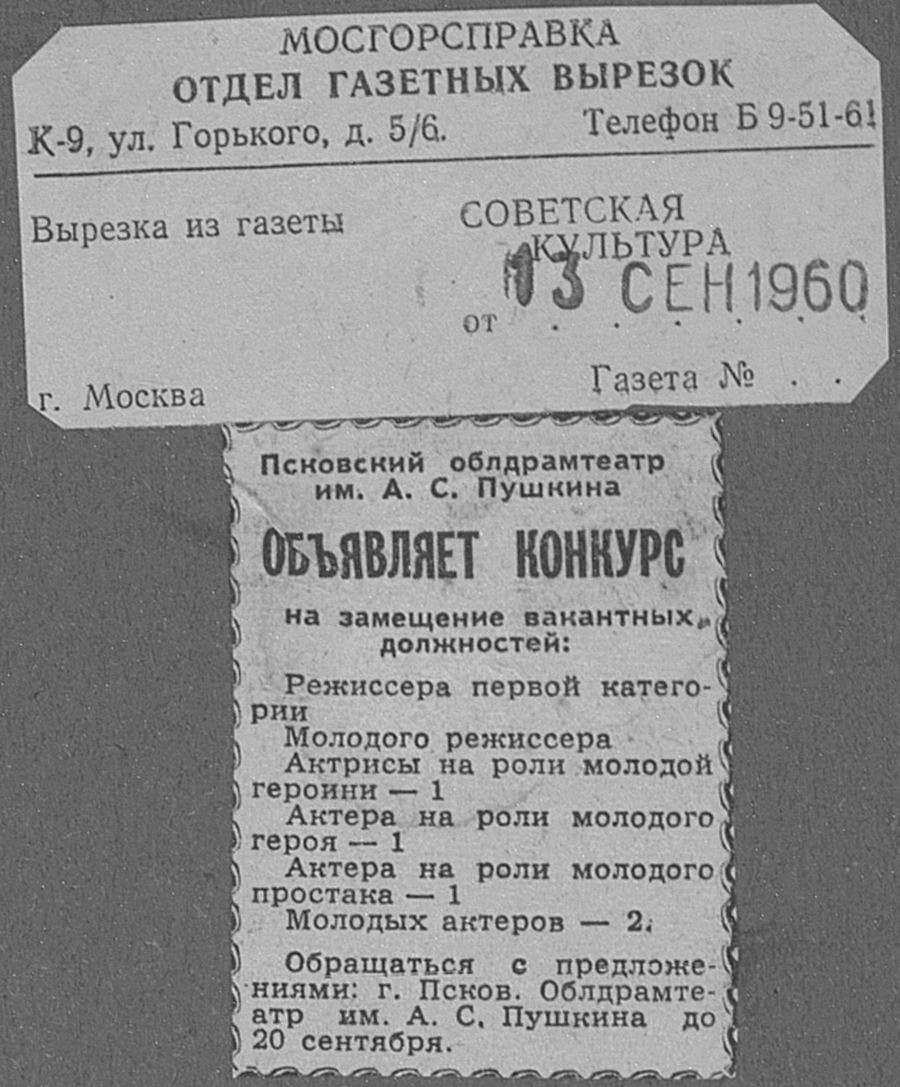 МОСГОРСПРАВКА
ОТДЕЛ ГАЗЕТНЫХ ВЫРЕЗОК
К-9, ул. Горького, д. 5/6. Телефон Б 9-51-61
Вырезка из газеты СОВЕТСКАЯ
КУЛЬТУРА
13 СЕН 1960
от . . . . . .
г. Москва Газета № . .
Псковский облдрамтеатр
им. А. С. Пушкина
ОБЪЯВЛЯЕТ КОНКУРС
на замещение вакантных
должностей:
Режиссера первой катего-
рии
Молодого режиссера
Актрисы на роли молодой
героини — 1
Актера на роли молодого
героя — 1
Актера на роли молодого
простака — 1
Молодых актеров — 2.
Обращаться с предложе-
ниями: г. Псков. Облдрамте-
атр им. А. С. Пушкина до
20 сентября.